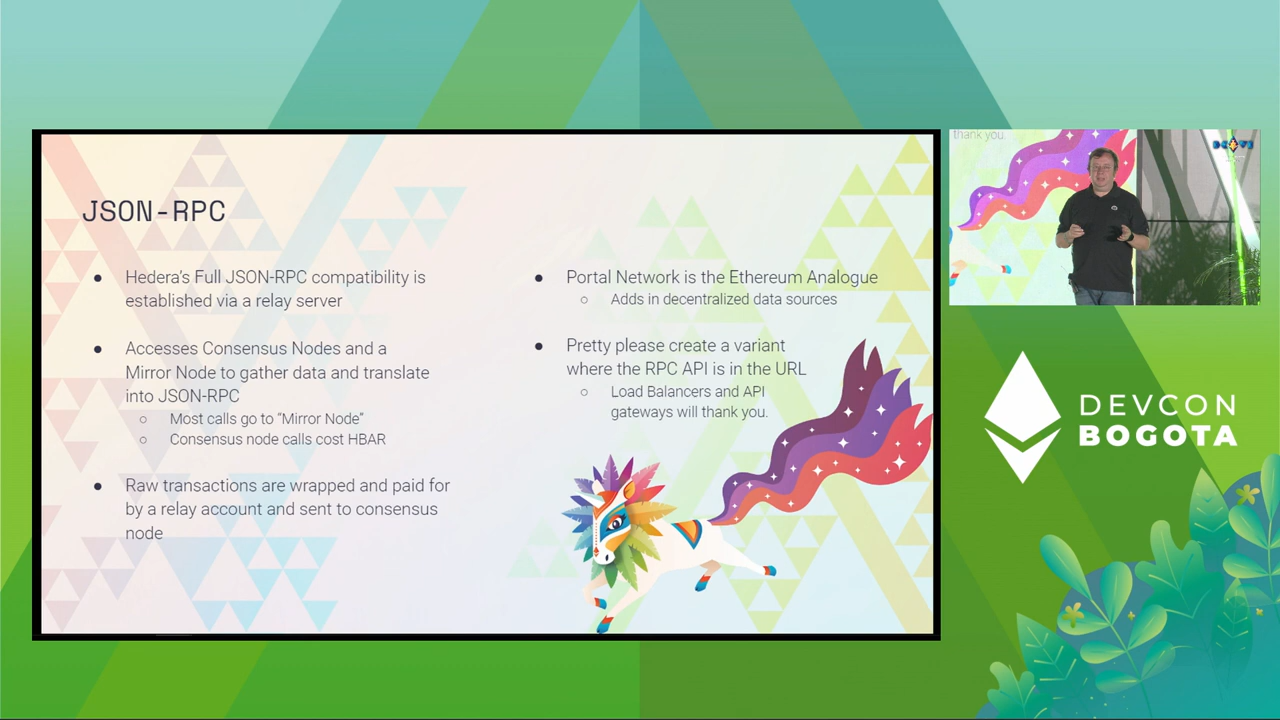 JSON-RPC
● Hedera’s Full JSON-RPC compatibility is
established via a relay server
● Accesses Consensus Nodes and a
Mirror Node to gather data and translate
into JSON-RPC
○ Most calls go to “Mirror Node”
○ Consensus node calls cost HBAR
● Raw transactions are wrapped and paid for
by a relay account and sent to consensus
node
● Portal Network is the Ethereum Analogue
○ Adds in decentralized data sources
● Pretty please create a variant
where the RPC API is in the URL
○ Load Balancers and API
gateways will thank you.
thank you.
DEVCON
BOGOTA